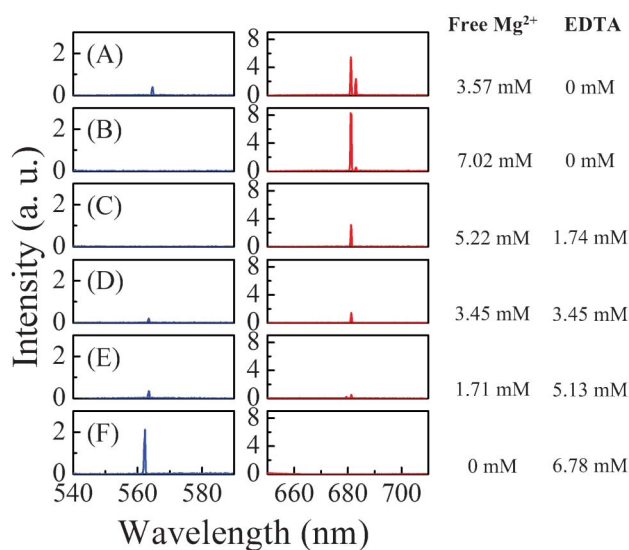 Free Mg²⁺ EDTA
2 (A) 8 3.57 mM 0 mM
4
0 0
2 (B) 8 7.02 mM 0 mM
4
0 0
2 (C) 8 5.22 mM 1.74 mM
4
0 0
2 (D) 8 3.45 mM 3.45 mM
4
0 0
2 (E) 8 1.71 mM 5.13 mM
4
0 0
2 (F) 8 0 mM 6.78 mM
4
0 0
540 560 580 660 680 700
Intensity (a. u.)
Wavelength (nm)